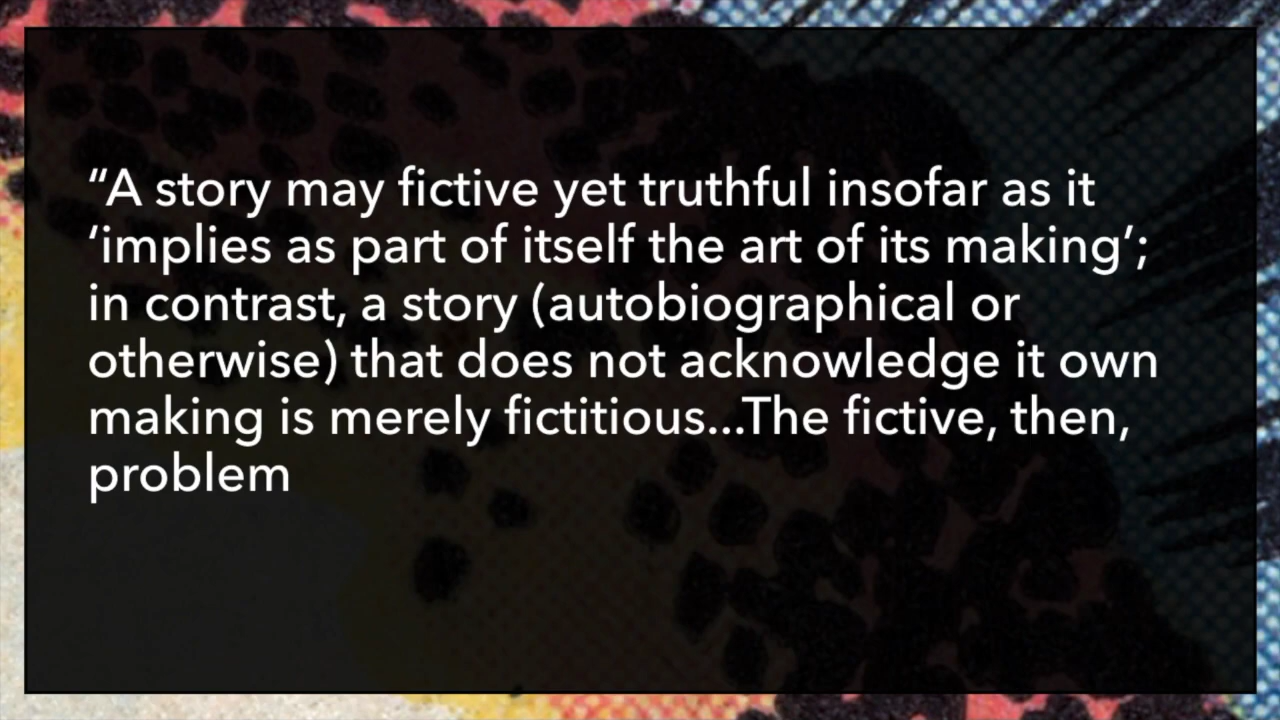 “A story may fictive yet truthful insofar as it
‘implies as part of itself the art of its making’;
in contrast, a story (autobiographical or
otherwise) that does not acknowledge it own
making is merely fictitious...The fictive, then,
problem